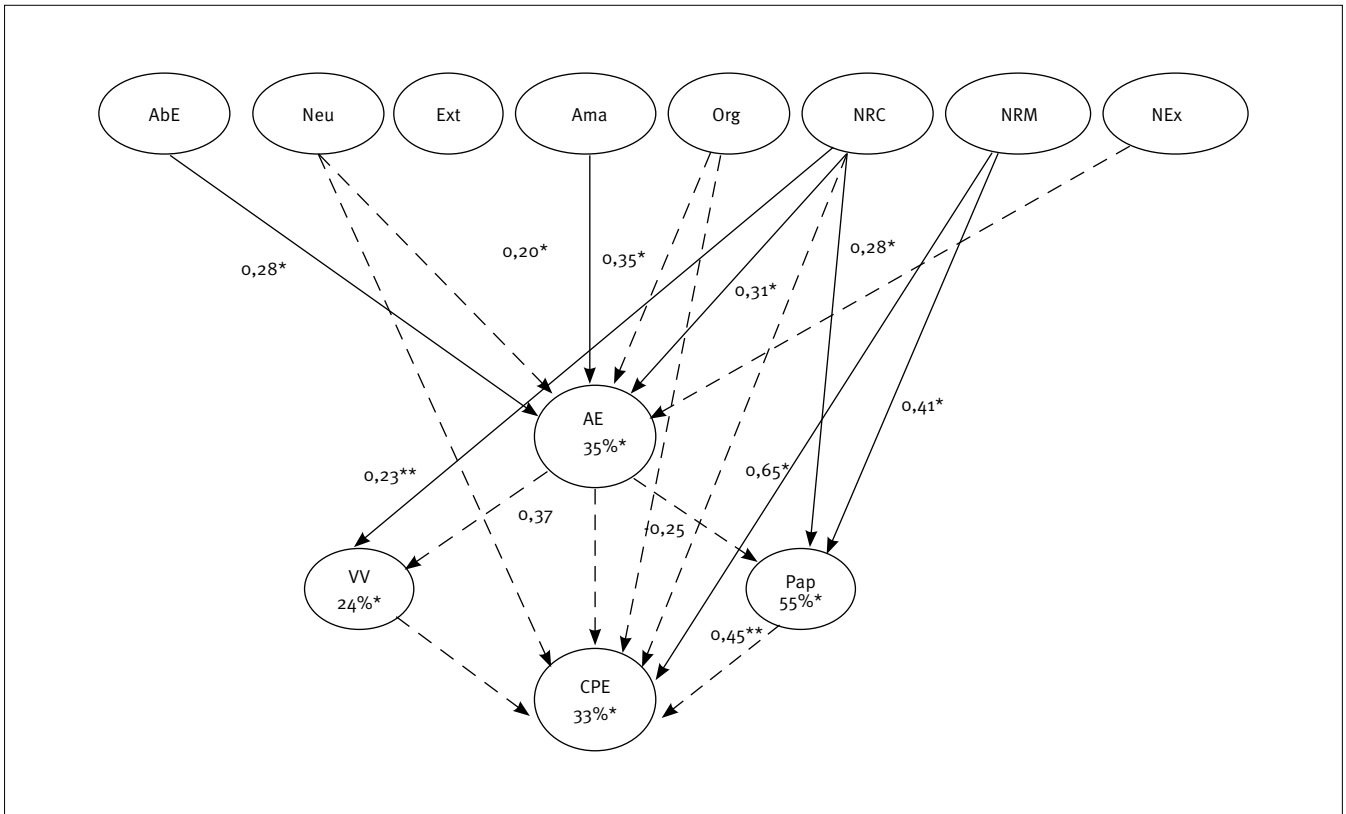 AbE
Neu
Ext
Ama
Org
NRC
NRM
NEx
0,28*
0,20*
0,35*
0,31*
0,28*
0,41*
AE
35%*
0,23**
0,65*
0,37
-0,25
VV
24%*
Pap
55%*
0,45**
CPE
33%*